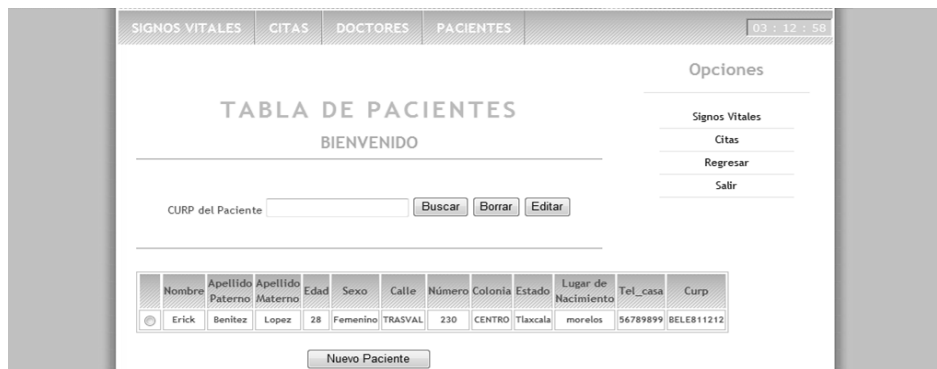 SIGNOS VITALES CITAS DOCTORES PACIENTES 03 : 12 : 58
Opciones
TABLA DE PACIENTES
BIENVENIDO
Signos Vitales
Citas
Regresar
Salir
CURP del Paciente Buscar Borrar Editar
Nombre Apellido Paterno Apellido Materno Edad Sexo Calle Número Colonia Estado Lugar de Nacimiento Tel_casa Curp
Erick Benitez Lopez 28 Femenino TRASVAL 230 CENTRO Tlaxcala morelos 56789899 BELE811212
Nuevo Paciente